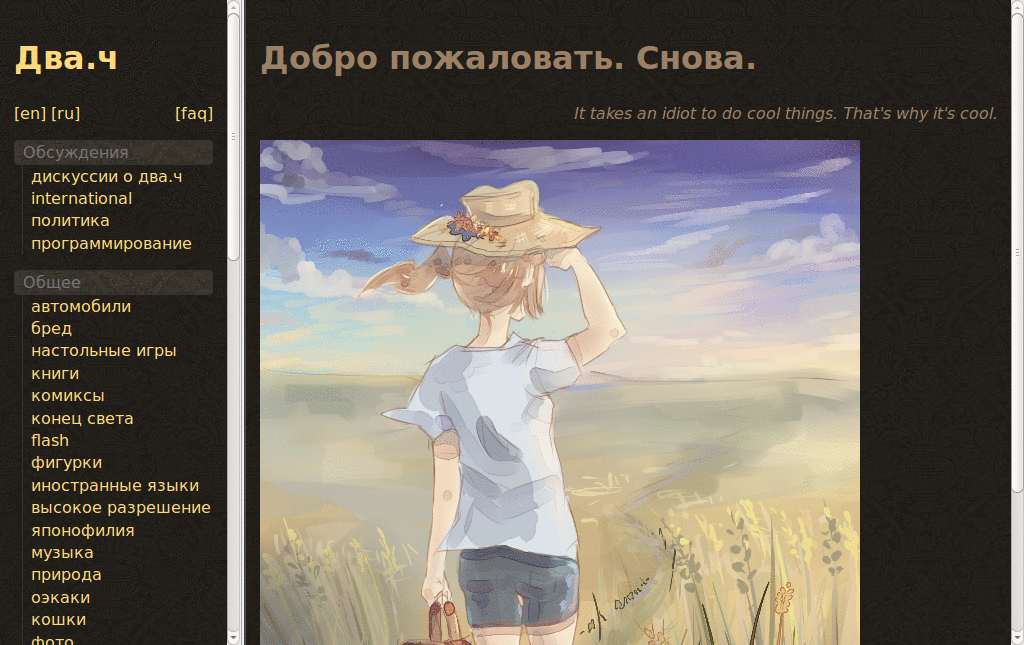 Два.ч
[en] [ru] [faq]
Обсуждения
дискуссии о два.ч
international
политика
программирование
Общее
автомобили
бред
настольные игры
книги
комиксы
конец света
flash
фигурки
иностранные языки
высокое разрешение
японофилия
музыка
природа
оэкаки
кошки
фото
Добро пожаловать. Снова.
It takes an idiot to do cool things. That's why it's cool.